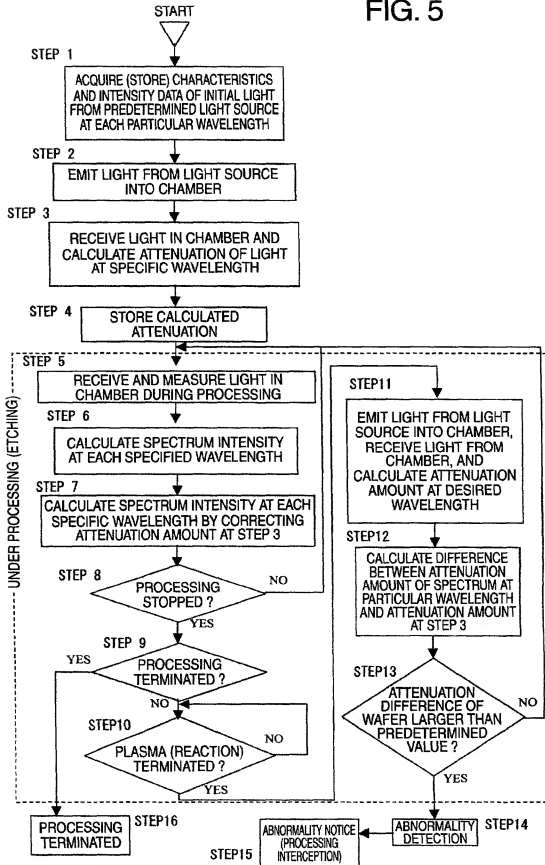 FIG. 5
START
STEP 1
ACQUIRE (STORE) CHARACTERISTICS
AND INTENSITY DATA OF INITIAL LIGHT
FROM PREDETERMINED LIGHT SOURCE
AT EACH PARTICULAR WAVELENGTH
STEP 2
EMIT LIGHT FROM LIGHT SOURCE
INTO CHAMBER
STEP 3
RECEIVE LIGHT IN CHAMBER AND
CALCULATE ATTENUATION OF LIGHT
AT SPECIFIC WAVELENGTH
STEP 4
STORE CALCULATED
ATTENUATION
UNDER PROCESSING (ETCHING)
STEP 5
RECEIVE AND MEASURE LIGHT IN
CHAMBER DURING PROCESSING
STEP 6
CALCULATE SPECTRUM INTENSITY
AT EACH SPECIFIED WAVELENGTH
STEP 7
CALCULATE SPECTRUM INTENSITY AT EACH
SPECIFIC WAVELENGTH BY CORRECTING
ATTENUATION AMOUNT AT STEP 3
STEP 8
PROCESSING
STOPPED ?
NO
YES
STEP 9
PROCESSING
TERMINATED ?
YES
NO
STEP10
PLASMA (REACTION)
TERMINATED ?
NO
YES
STEP11
EMIT LIGHT FROM LIGHT
SOURCE INTO CHAMBER,
RECEIVE LIGHT FROM
CHAMBER, AND
CALCULATE ATTENUATION
AMOUNT AT DESIRED
WAVELENGTH
STEP12
CALCULATE DIFFERENCE
BETWEEN ATTENUATION
AMOUNT OF SPECTRUM AT
PARTICULAR WAVELENGTH
AND ATTENUATION AMOUNT
AT STEP 3
STEP13
ATTENUATION
DIFFERENCE OF
WAFER LARGER THAN
PREDETERMINED
VALUE ?
NO
YES
STEP14
ABNORMALITY
DETECTION
STEP15
ABNORMALITY NOTICE
(PROCESSING
INTERCEPTION)
STEP16
PROCESSING
TERMINATED